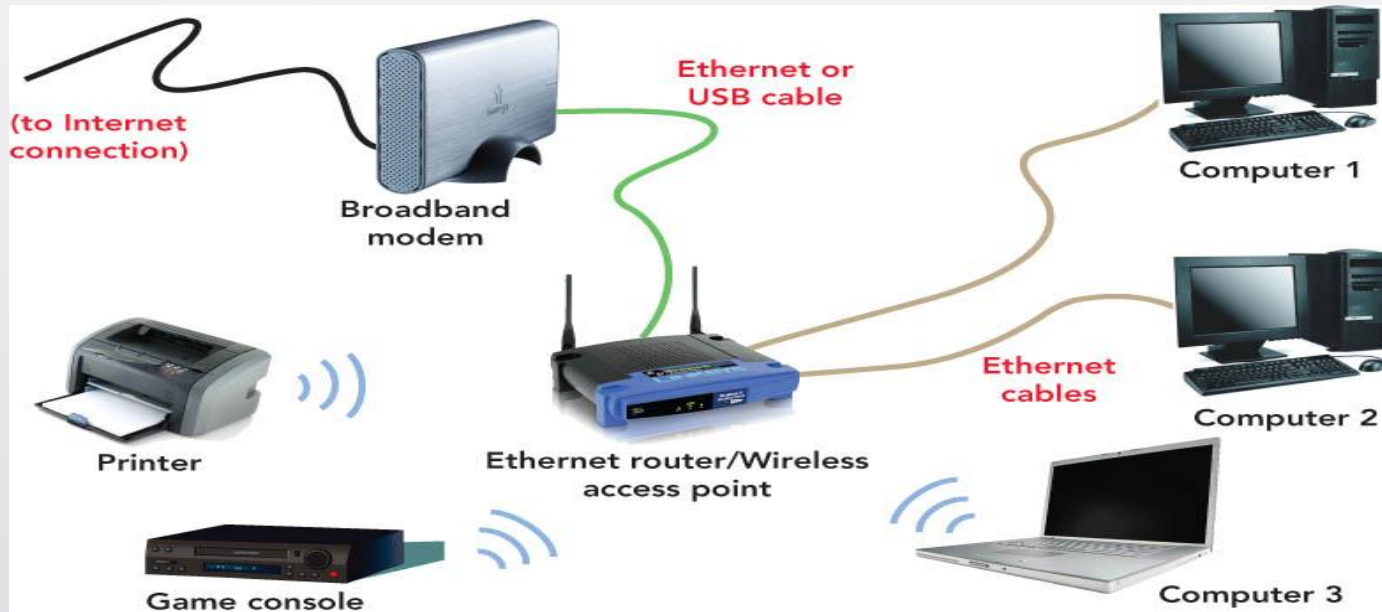 Ethernet or
USB cable
(to Internet
connection)
Computer 1
Broadband
modem
Ethernet
cables
Computer 2
Printer
Ethernet router/Wireless
access point
Game console
Computer 3